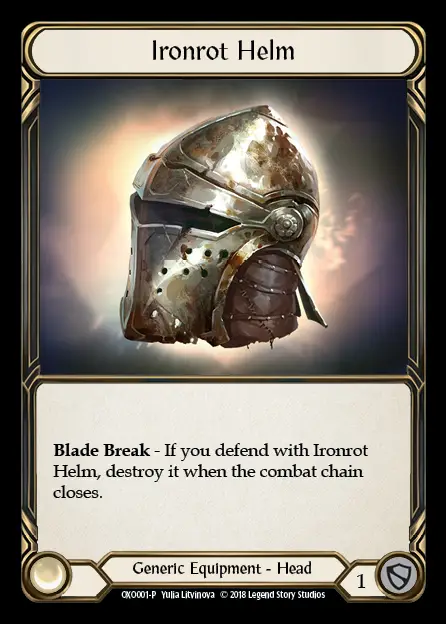 Ironrot Helm
Blade Break - If you defend with Ironrot
Helm, destroy it when the combat chain
closes.
Generic Equipment - Head
1
OXO001-P Yulia Litvinova © 2018 Legend Story Studios